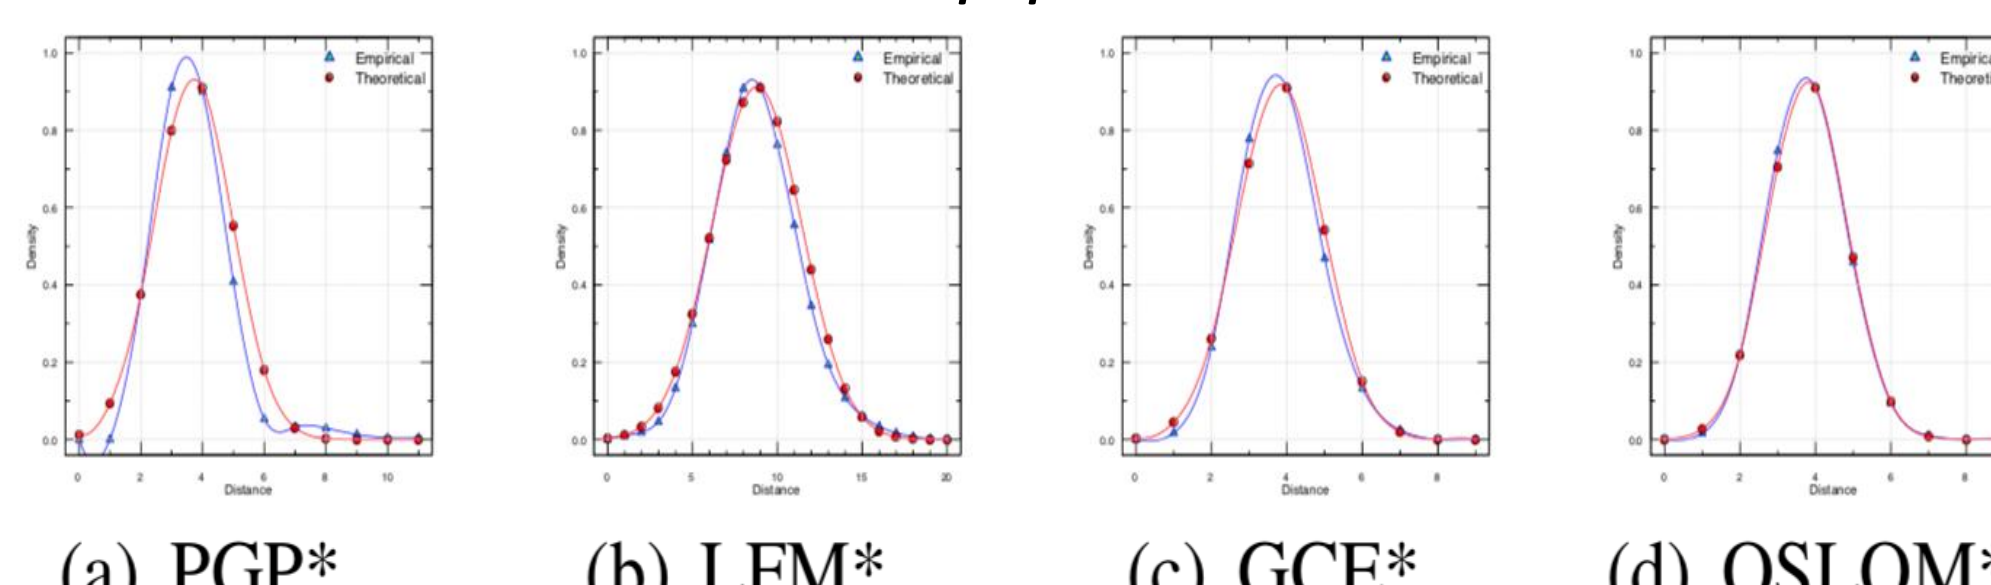 1.0 0.8 0.6 0.4 0.2 0.0
Density
Empirical
Theoretical
0 2 4 6 8 10
Distance
(a) PGP*
1.0 0.8 0.6 0.4 0.2 0.0
Density
Empirical
Theoretical
0 5 10 15 20
Distance
(b) LFM*
1.0 0.8 0.6 0.4 0.2 0.0
Density
Empirical
Theoretical
0 2 4 6 8
Distance
(c) GCE*
1.0 0.8 0.6 0.4 0.2 0.0
Density
Empirica
Theoreti
0 2 4 6 8
Distance
(d) OSLOM*